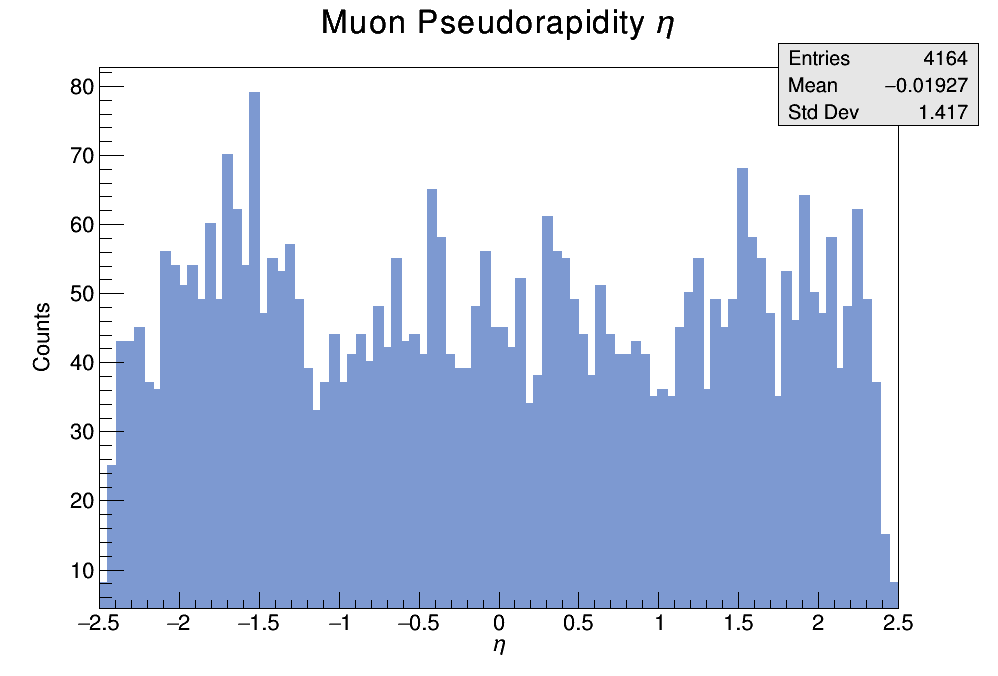 Muon Pseudorapidity η
Entries 4164
Mean −0.01927
Std Dev 1.417
Counts
80
70
60
50
40
30
20
10
−2.5 −2 −1.5 −1 −0.5 0 0.5 1 1.5 2 2.5
η